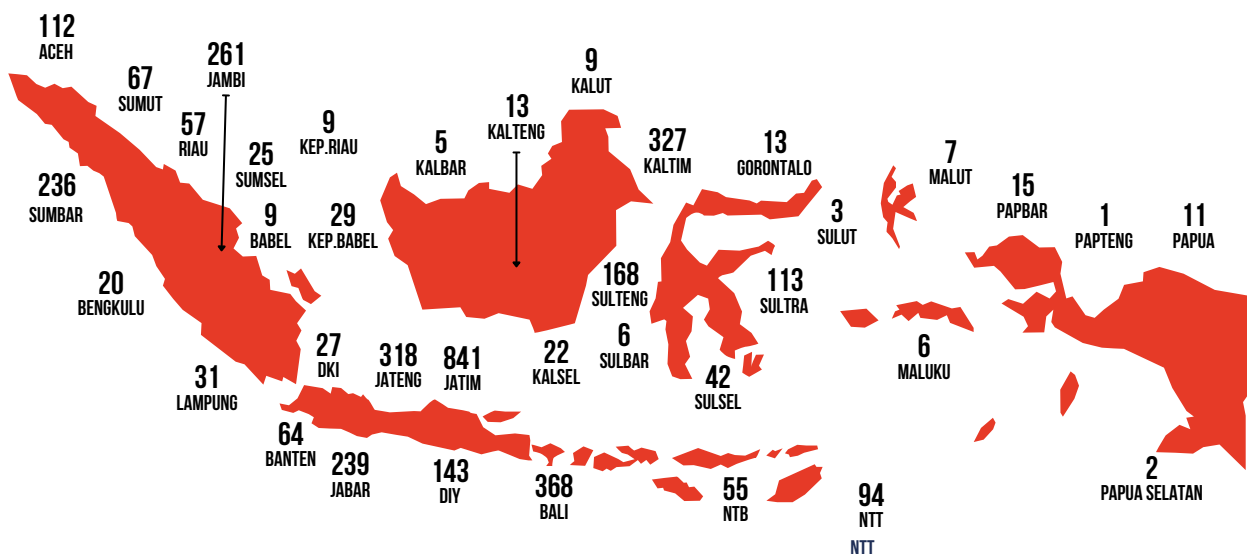 112
ACEH
67
SUMUT
261
JAMBI
57
RIAU
25
SUMSEL
9
KEP.RIAU
236
SUMBAR
9
BABEL
29
KEP.BABEL
20
BENGKULU
31
LAMPUNG
5
KALBAR
13
KALTENG
9
KALUT
327
KALTIM
13
GORONTALO
3
SULUT
7
MALUT
15
PAPBAR
1
PAPTENG
11
PAPUA
168
SULTENG
113
SULTRA
6
SULBAR
22
KALSEL
42
SULSEL
6
MALUKU
27
DKI
318
JATENG
841
JATIM
64
BANTEN
239
JABAR
143
DIY
368
BALI
55
NTB
94
NTT
NTT
2
PAPUA SELATAN